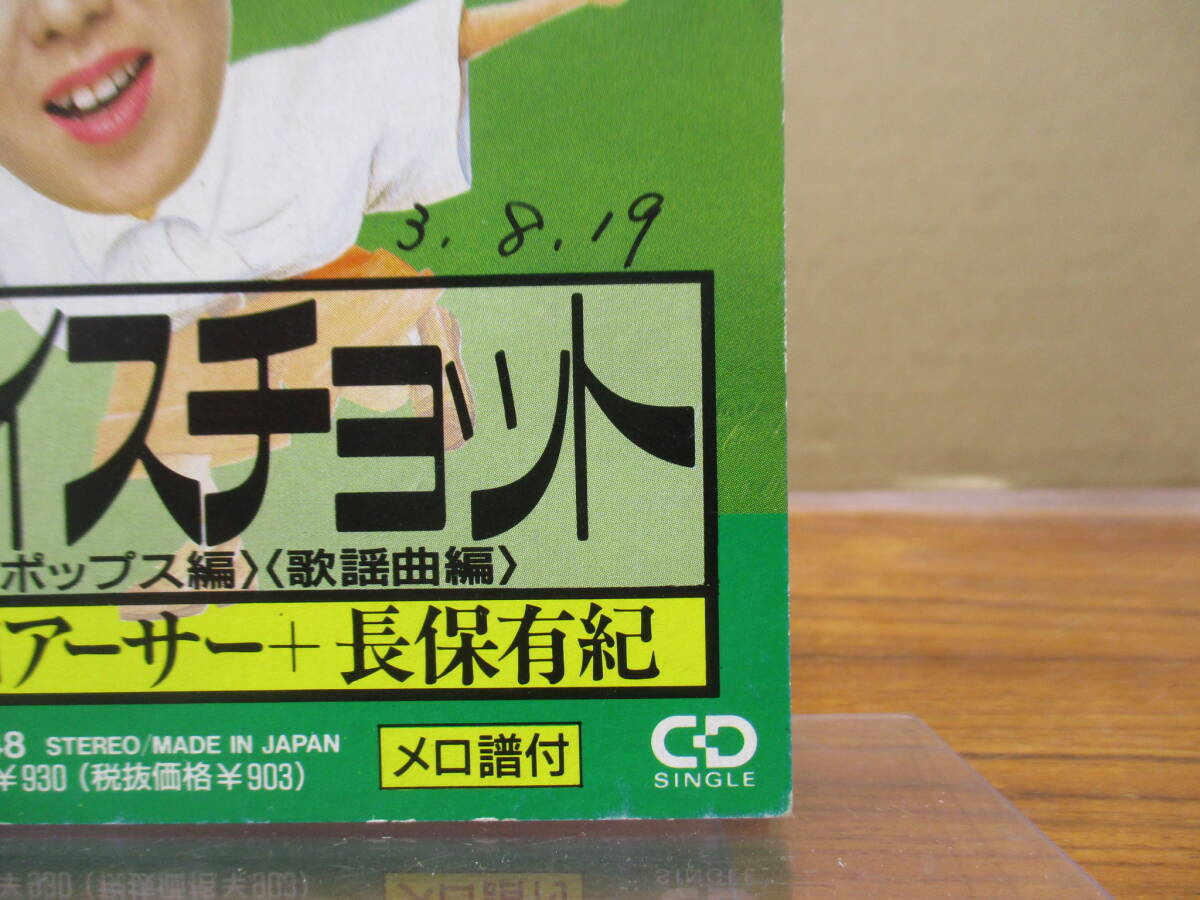 3. 8. 19
イスチョット
ポップス編〉〈歌謡曲編〉
アーサー+長保有紀
48 STEREO/MADE IN JAPAN
¥930 (税抜価格¥903)
メロ譜付
CD
SINGLE